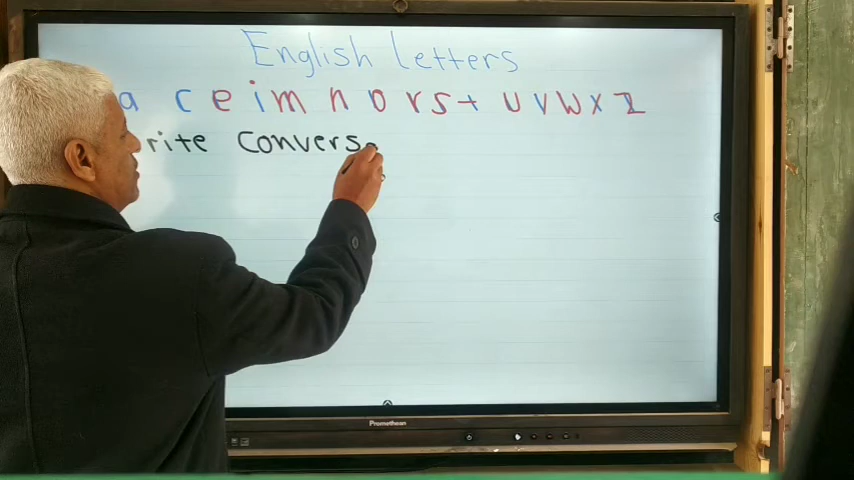 English letters
a c e i m n o r s t u v w x z
rite Convers
Promethean